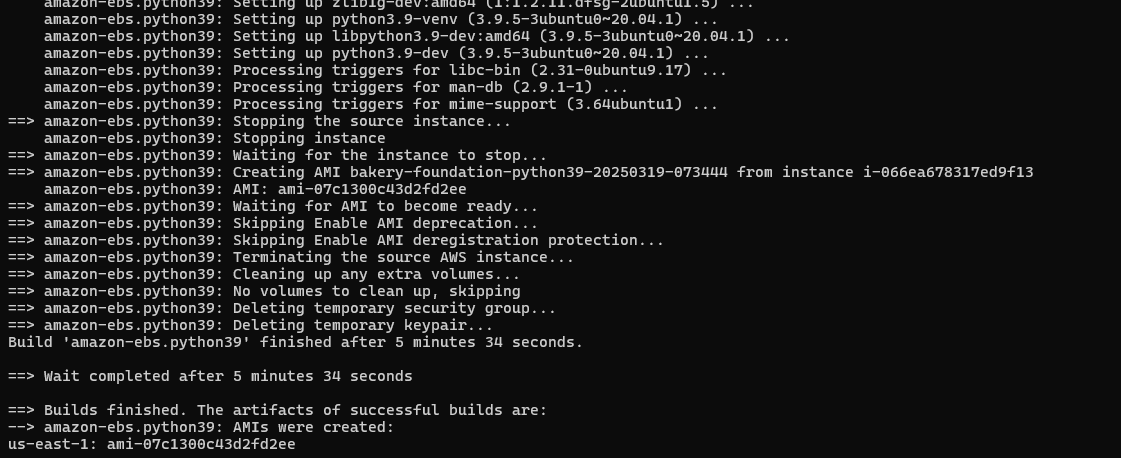 amazon-ebs.python39: Setting up zlib1g-dev:amd64 (1:1.2.11.dfsg-2ubuntu1.5) ...
amazon-ebs.python39: Setting up python3.9-venv (3.9.5-3ubuntu0~20.04.1) ...
amazon-ebs.python39: Setting up libpython3.9-dev:amd64 (3.9.5-3ubuntu0~20.04.1) ...
amazon-ebs.python39: Setting up python3.9-dev (3.9.5-3ubuntu0~20.04.1) ...
amazon-ebs.python39: Processing triggers for libc-bin (2.31-0ubuntu9.17) ...
amazon-ebs.python39: Processing triggers for man-db (2.9.1-1) ...
amazon-ebs.python39: Processing triggers for mime-support (3.64ubuntu1) ...
==> amazon-ebs.python39: Stopping the source instance...
amazon-ebs.python39: Stopping instance
==> amazon-ebs.python39: Waiting for the instance to stop...
==> amazon-ebs.python39: Creating AMI bakery-foundation-python39-20250319-073444 from instance i-066ea678317ed9f13
amazon-ebs.python39: AMI: ami-07c1300c43d2fd2ee
==> amazon-ebs.python39: Waiting for AMI to become ready...
==> amazon-ebs.python39: Skipping Enable AMI deprecation...
==> amazon-ebs.python39: Skipping Enable AMI deregistration protection...
==> amazon-ebs.python39: Terminating the source AWS instance...
==> amazon-ebs.python39: Cleaning up any extra volumes...
==> amazon-ebs.python39: No volumes to clean up, skipping
==> amazon-ebs.python39: Deleting temporary security group...
==> amazon-ebs.python39: Deleting temporary keypair...
Build 'amazon-ebs.python39' finished after 5 minutes 34 seconds.
==> Wait completed after 5 minutes 34 seconds
==> Builds finished. The artifacts of successful builds are:
--> amazon-ebs.python39: AMIs were created:
us-east-1: ami-07c1300c43d2fd2ee